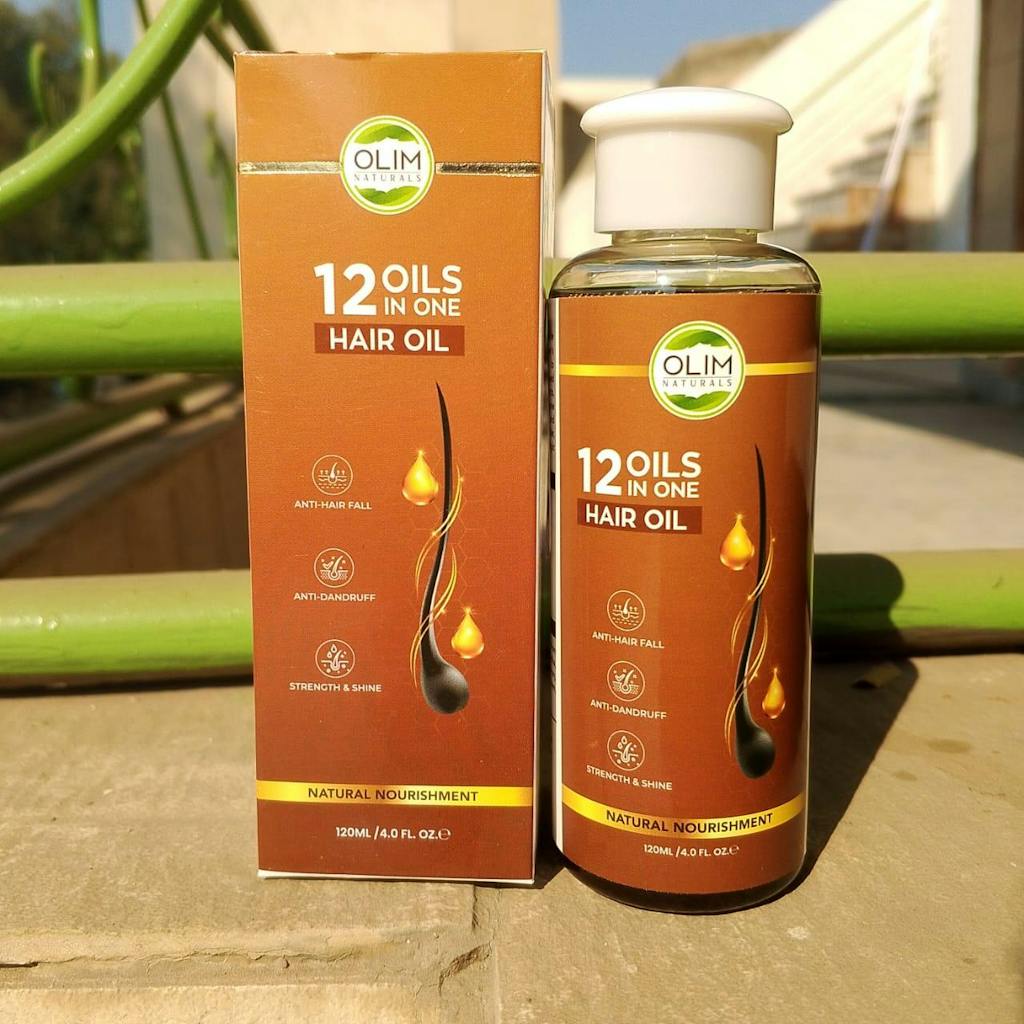 OLIM
NATURALS
12 OILS
IN ONE
HAIR OIL
ANTI-HAIR FALL
ANTI-DANDRUFF
STRENGTH & SHINE
NATURAL NOURISHMENT
120ML /4.0 FL. OZ.℮
OLIM
NATURALS
12 OILS
IN ONE
HAIR OIL
ANTI-HAIR FALL
ANTI-DANDRUFF
STRENGTH & SHINE
NATURAL NOURISHMENT
120ML /4.0 FL. OZ.℮